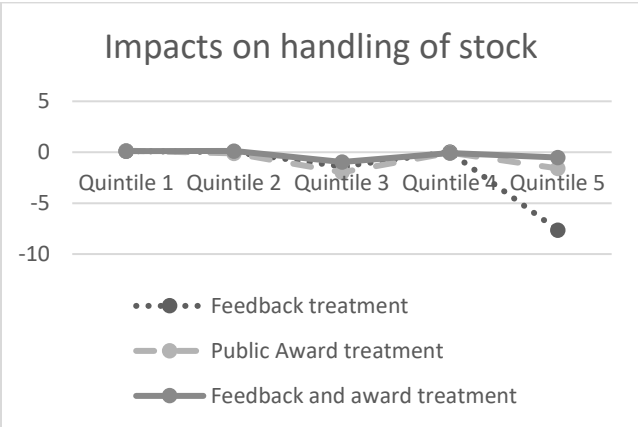 Impacts on handling of stock
5
0
Quintile 1 Quintile 2 Quintile 3 Quintile 4 Quintile 5
-5
-10
Feedback treatment
Public Award treatment
Feedback and award treatment